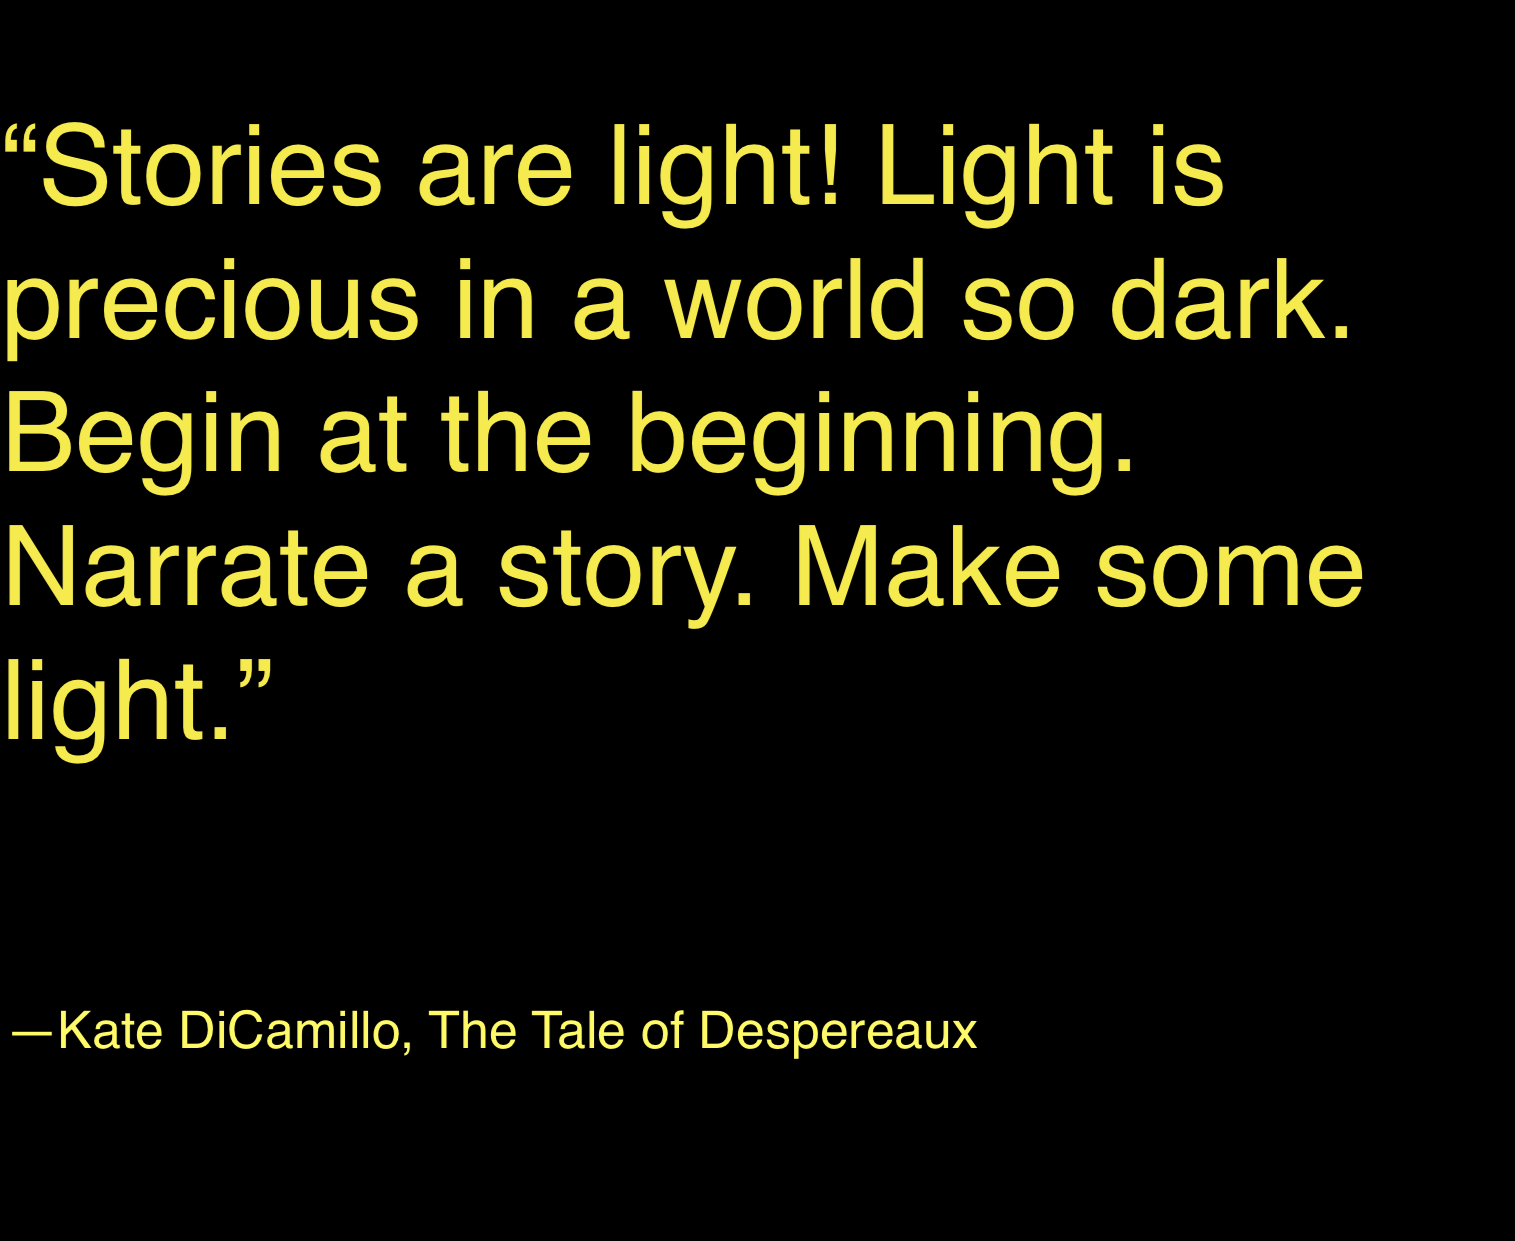 “Stories are light! Light is
precious in a world so dark.
Begin at the beginning.
Narrate a story. Make some
light.”
—Kate DiCamillo, The Tale of Despereaux